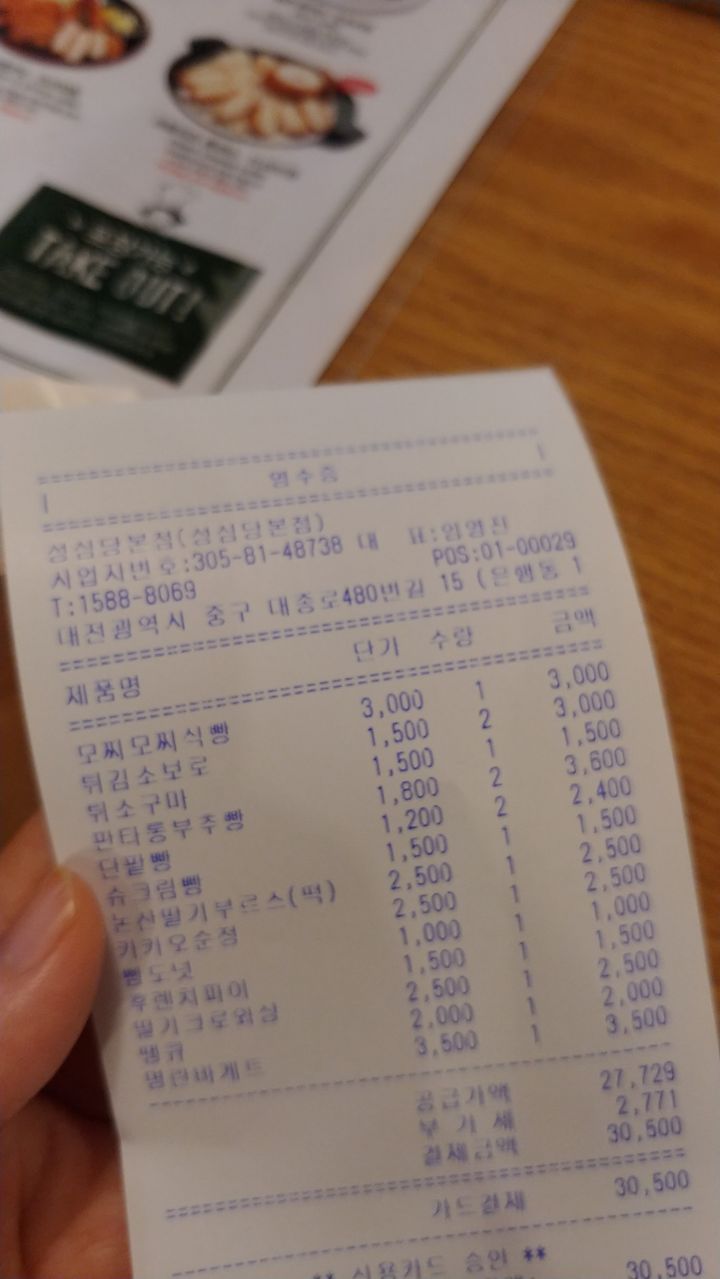 TAKE OUT!
영수증
성심당본점(성심당본점)
사업자번호:305-81-48738 대 표:임영진
T:1588-8069 POS:01-00029
대전광역시 중구 대종로480번길 15 (은행동 1
제품명 단가 수량 금액
모찌모찌식빵 3,000 1 3,000
튀김소보로 1,500 2 3,000
튀소구마 1,500 1 1,500
판타롱부추빵 1,800 2 3,600
단팥빵 1,200 2 2,400
슈크림빵 1,500 1 1,500
논산딸기부르스(떡) 2,500 1 2,500
카카오순정 2,500 1 2,500
빵도넛 1,000 1 1,000
후렌치파이 1,500 1 1,500
딸기크로와상 2,500 1 2,500
땡큐 2,000 1 2,000
명란바게트 3,500 1 3,500
공급가액 27,729
부 가 세 2,771
결제금액 30,500
카드결제 30,500
** 신용카드 승인 **
30,500